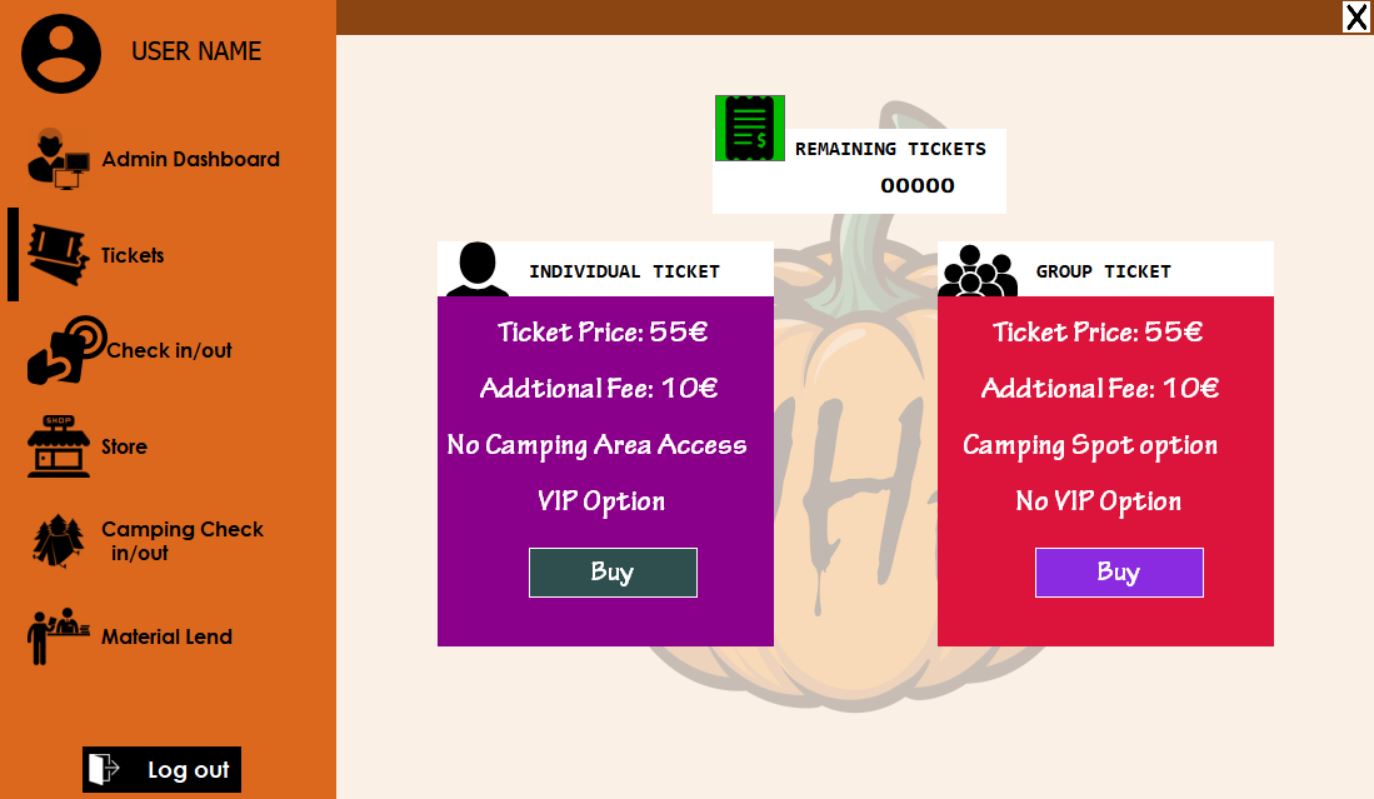 USER NAME
Admin Dashboard
Tickets
Check in/out
SHOP
Store
Camping Check
in/out
Material Lend
Log out
X
$
REMAINING TICKETS
00000
INDIVIDUAL TICKET
Ticket Price: 55€
Addtional Fee: 10€
No Camping Area Access
VIP Option
Buy
GROUP TICKET
Ticket Price: 55€
Addtional Fee: 10€
Camping Spot option
No VIP Option
Buy